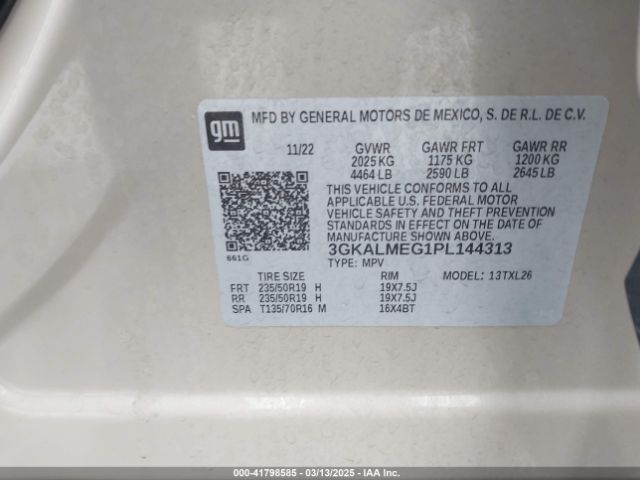 gm
MFD BY GENERAL MOTORS DE MEXICO, S. DE R.L. DE C.V.
11/22 GVWR GAWR FRT GAWR RR
2025 KG 1175 KG 1200 KG
4464 LB 2590 LB 2645 LB
THIS VEHICLE CONFORMS TO ALL
APPLICABLE U.S. FEDERAL MOTOR
VEHICLE SAFETY AND THEFT PREVENTION
STANDARDS IN EFFECT ON THE DATE OF
MANUFACTURE SHOWN ABOVE.
661G
3GKALMEG1PL144313
TYPE: MPV
TIRE SIZE RIM MODEL: 13TXL26
FRT 235/50R19 H 19X7.5J
RR 235/50R19 H 19X7.5J
SPA T135/70R16 M 16X4BT
000-41798585 - 03/13/2025 - IAA Inc.